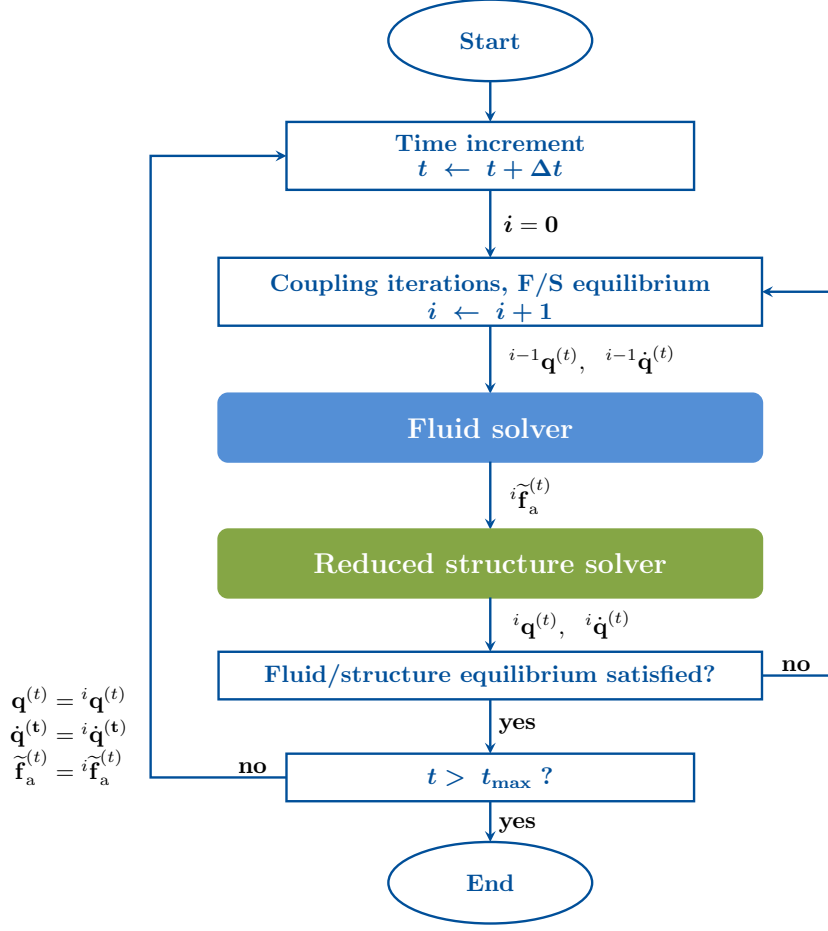 Start
Time increment
t ← t + Δt
i = 0
Coupling iterations, F/S equilibrium
i ← i + 1
ⁱ⁻¹q⁽ᵗ⁾, ⁱ⁻¹q̇⁽ᵗ⁾
Fluid solver
ⁱf̃ₐ⁽ᵗ⁾
Reduced structure solver
ⁱq⁽ᵗ⁾, ⁱq̇⁽ᵗ⁾
Fluid/structure equilibrium satisfied?
no
q⁽ᵗ⁾ = ⁱq⁽ᵗ⁾
q̇⁽ᵗ⁾ = ⁱq̇⁽ᵗ⁾
f̃ₐ⁽ᵗ⁾ = ⁱf̃ₐ⁽ᵗ⁾
yes
no
t > t_max ?
yes
End